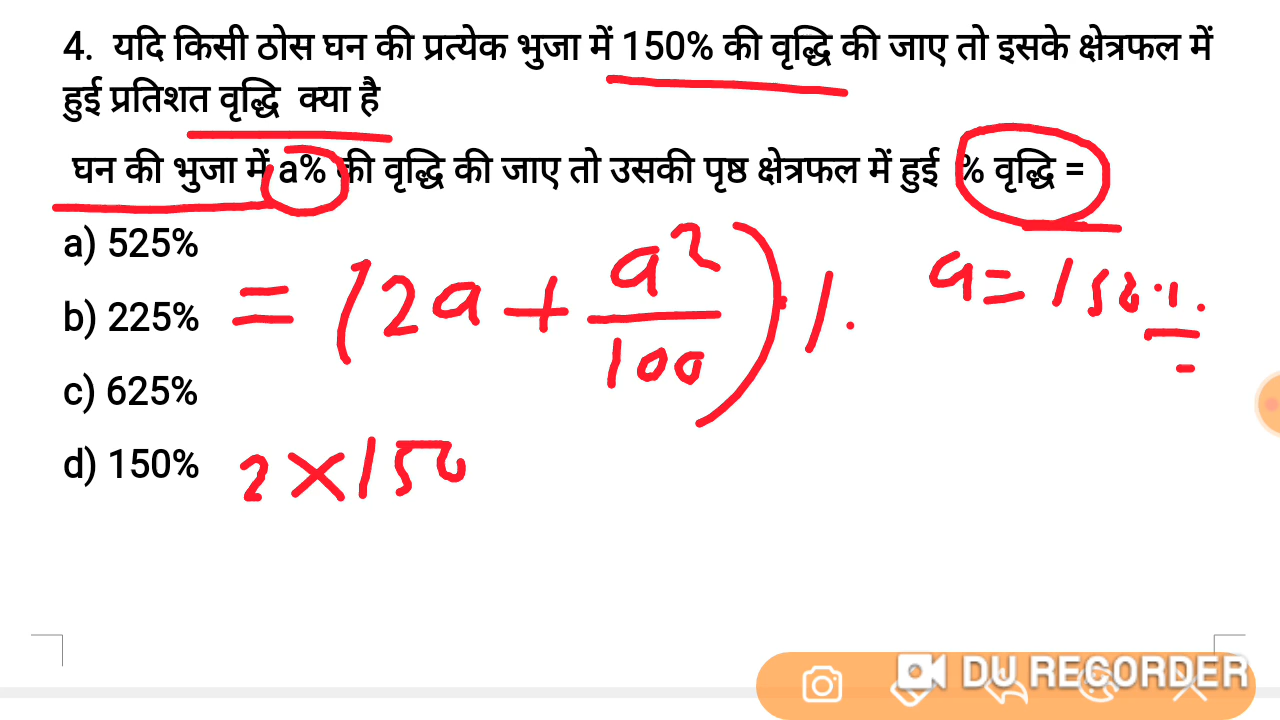 4. यदि किसी ठोस घन की प्रत्येक भुजा में 150% की वृद्धि की जाए तो इसके क्षेत्रफल में
हुई प्रतिशत वृद्धि क्या है
घन की भुजा में a% की वृद्धि की जाए तो उसकी पृष्ठ क्षेत्रफल में हुई % वृद्धि =
a) 525%
b) 225%
c) 625%
d) 150%
= (2a + a²/100) %
a = 150%
2 × 150
DU RECORDER